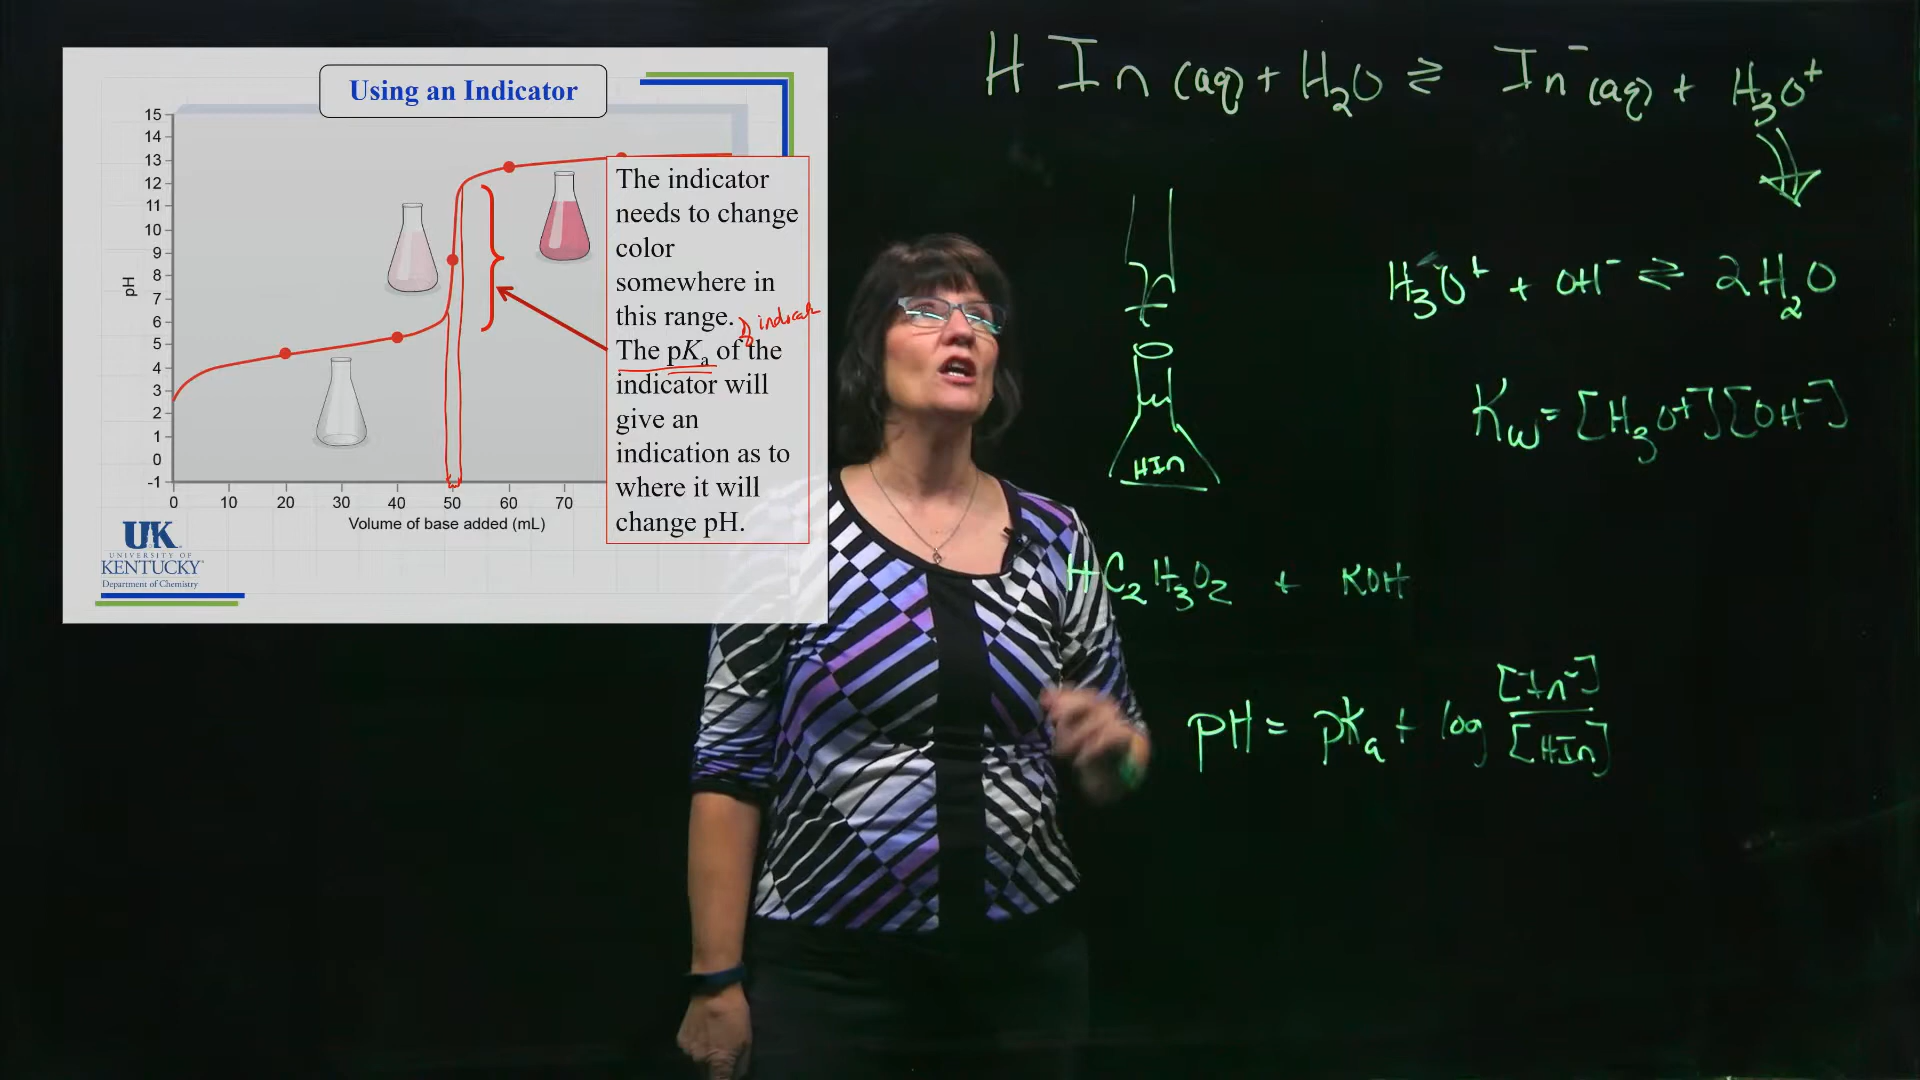 Using an Indicator
15
14
13
12
11
10
9
8
7
6
5
4
3
2
1
0
-1
pH
0 10 20 30 40 50 60 70
Volume of base added (mL)
The indicator
needs to change
color
somewhere in
this range.
The pKₐ of the
indicator will
give an
indication as to
where it will
change pH.
UK
UNIVERSITY OF
KENTUCKY
Department of Chemistry
H In (aq) + H₂O ⇌ In⁻ (aq) + H₃O⁺
H₃O⁺ + OH⁻ ⇌ 2H₂O
Kw = [H₃O⁺][OH⁻]
HIn
HC₂H₃O₂ + KOH
pH = pKₐ + log [In⁻]
[HIn]